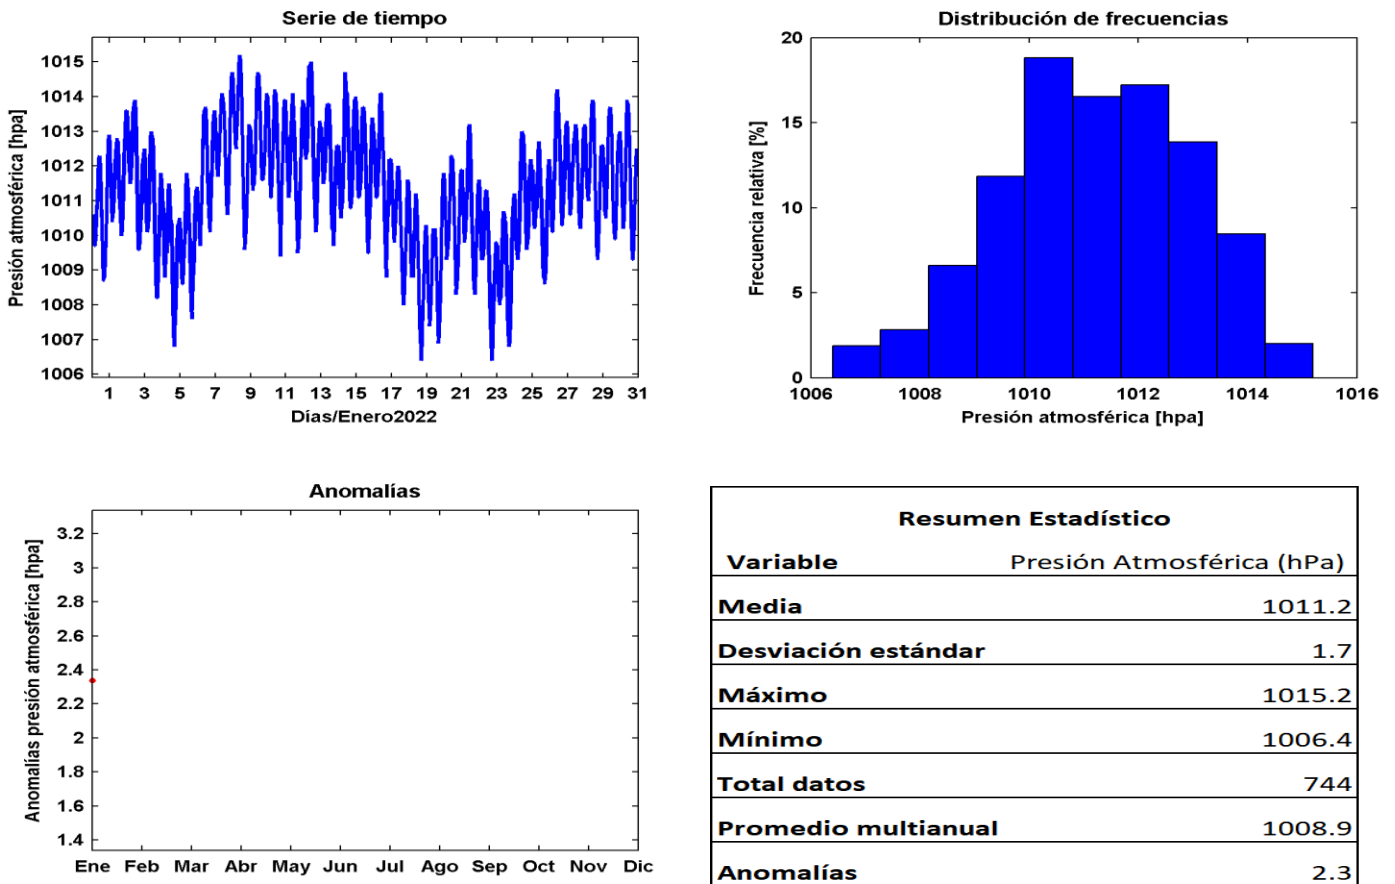 Serie de tiempo
Presión atmosférica [hpa]
1015
1014
1013
1012
1011
1010
1009
1008
1007
1006
1 3 5 7 9 11 13 15 17 19 21 23 25 27 29 31
Días/Enero2022
Distribución de frecuencias
Frecuencia relativa [%]
20
15
10
5
0
1006 1008 1010 1012 1014 1016
Presión atmosférica [hpa]
Anomalías
Anomalías presión atmosférica [hpa]
3.2
3
2.8
2.6
2.4
2.2
2
1.8
1.6
1.4
Ene Feb Mar Abr May Jun Jul Ago Sep Oct Nov Dic
Resumen Estadístico
Variable Presión Atmosférica (hPa)
Media 1011.2
Desviación estándar 1.7
Máximo 1015.2
Mínimo 1006.4
Total datos 744
Promedio multianual 1008.9
Anomalías 2.3